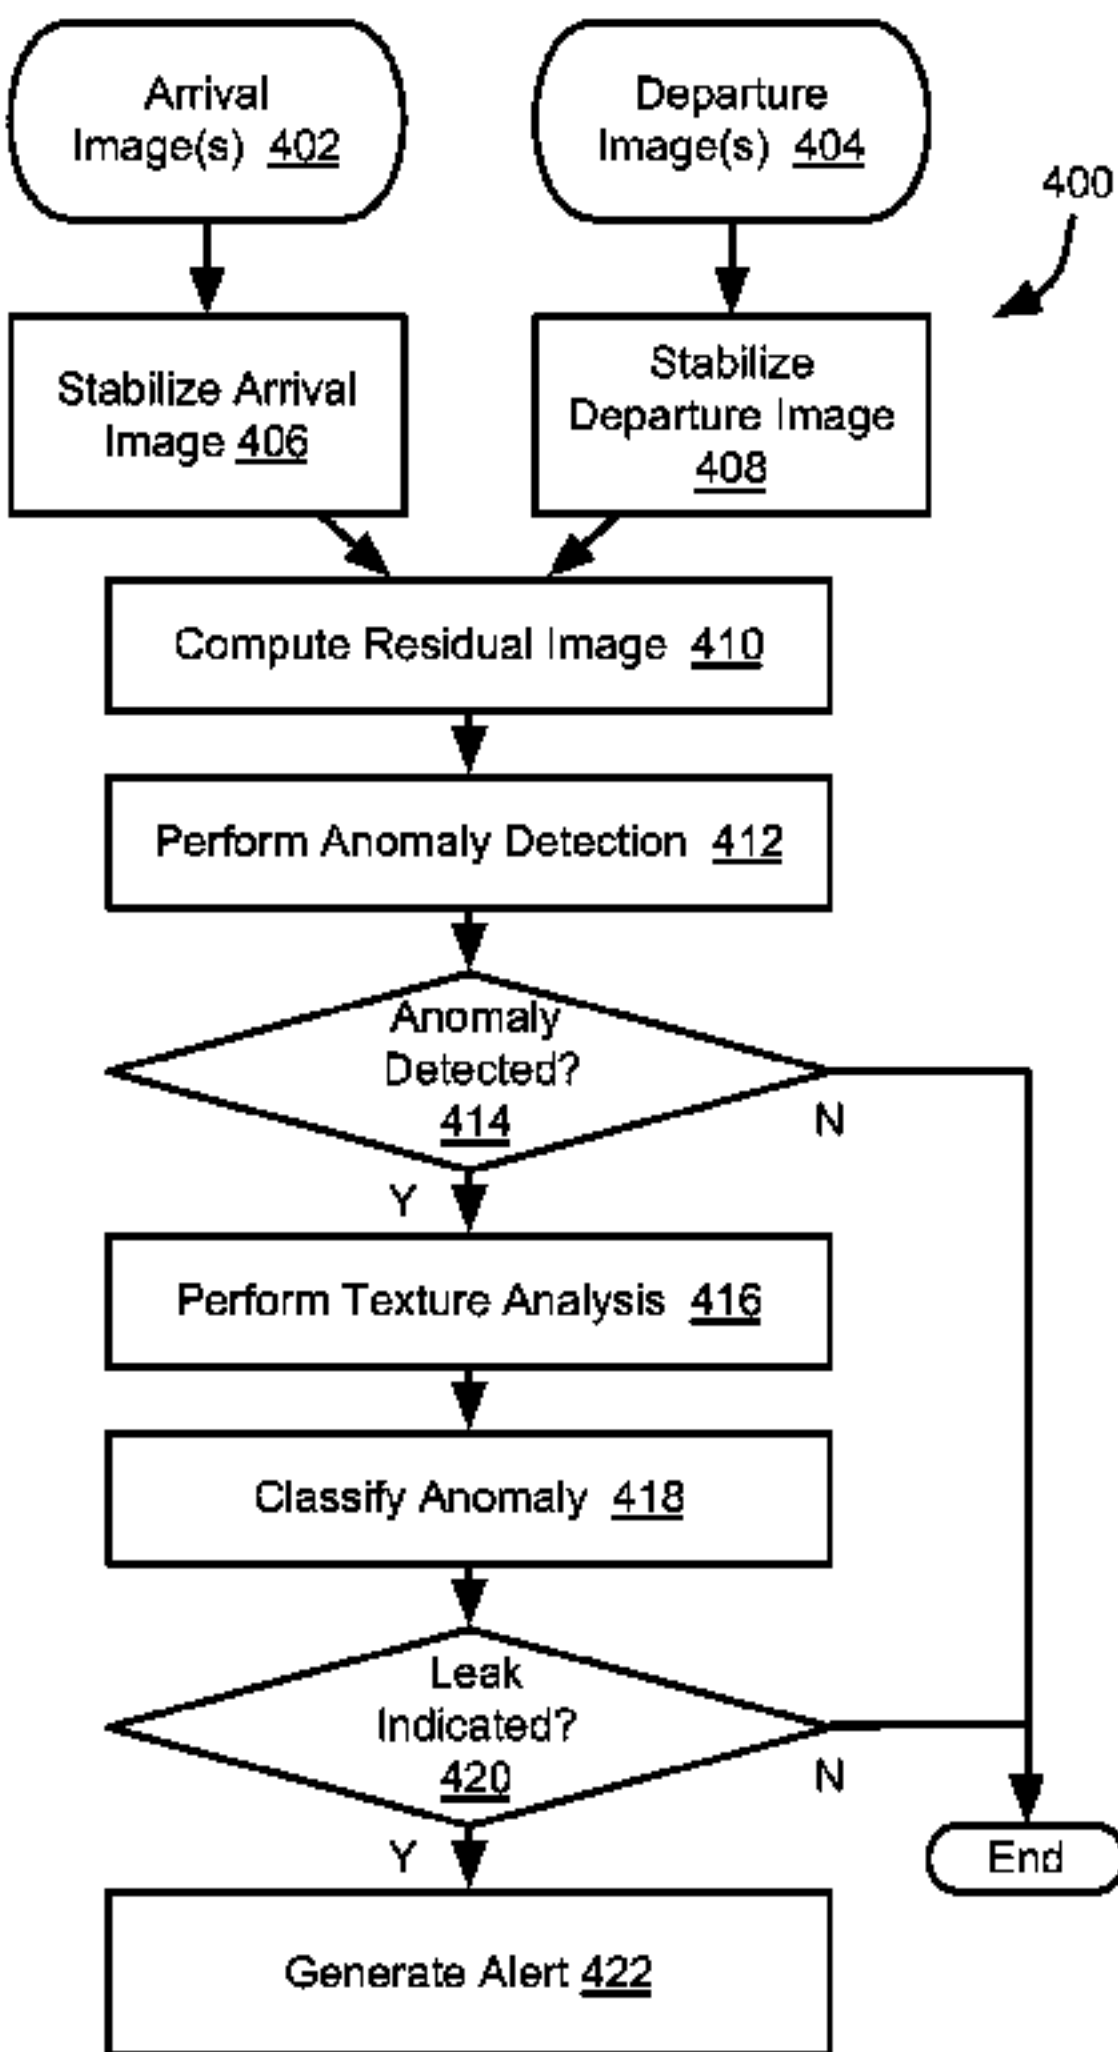 Arrival
Image(s) 402
Departure
Image(s) 404
400
Stabilize Arrival
Image 406
Stabilize
Departure Image
408
Compute Residual Image 410
Perform Anomaly Detection 412
Anomaly
Detected?
414
N
Y
Perform Texture Analysis 416
Classify Anomaly 418
Leak
Indicated?
420
N
Y
End
Generate Alert 422